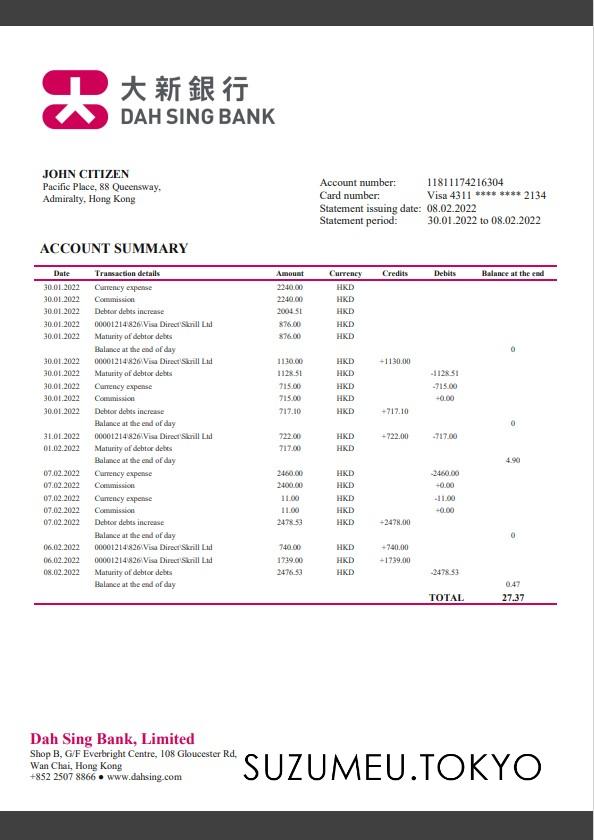 大新銀行
DAH SING BANK
JOHN CITIZEN
Pacific Place, 88 Queensway,
Admiralty, Hong Kong
Account number: 11811174216304
Card number: Visa 4311 **** **** 2134
Statement issuing date: 08.02.2022
Statement period: 30.01.2022 to 08.02.2022
ACCOUNT SUMMARY
Date Transaction details Amount Currency Credits Debits Balance at the end
30.01.2022 Currency expense 2240.00 HKD
30.01.2022 Commission 2240.00 HKD
30.01.2022 Debtor debts increase 2004.51 HKD
30.01.2022 00001214\826\Visa Direct\Skrill Ltd 876.00 HKD
30.01.2022 Maturity of debtor debts 876.00 HKD
Balance at the end of day 0
30.01.2022 00001214\826\Visa Direct\Skrill Ltd 1130.00 HKD +1130.00
30.01.2022 Maturity of debtor debts 1128.51 HKD -1128.51
30.01.2022 Currency expense 715.00 HKD -715.00
30.01.2022 Commission 715.00 HKD +0.00
30.01.2022 Debtor debts increase 717.10 HKD +717.10
Balance at the end of day 0
31.01.2022 00001214\826\Visa Direct\Skrill Ltd 722.00 HKD +722.00 -717.00
01.02.2022 Maturity of debtor debts 717.00 HKD
Balance at the end of day 4.90
07.02.2022 Currency expense 2460.00 HKD -2460.00
07.02.2022 Commission 2400.00 HKD +0.00
07.02.2022 Currency expense 11.00 HKD -11.00
07.02.2022 Commission 11.00 HKD +0.00
07.02.2022 Debtor debts increase 2478.53 HKD +2478.00
Balance at the end of day 0
06.02.2022 00001214\826\Visa Direct\Skrill Ltd 740.00 HKD +740.00
06.02.2022 00001214\826\Visa Direct\Skrill Ltd 1739.00 HKD +1739.00
08.02.2022 Maturity of debtor debts 2476.53 HKD -2478.53
Balance at the end of day 0.47
TOTAL 27.37
Dah Sing Bank, Limited
Shop B, G/F Everbright Centre, 108 Gloucester Rd,
Wan Chai, Hong Kong
+852 2507 8866 ● www.dahsing.com
SUZUMEU.TOKYO